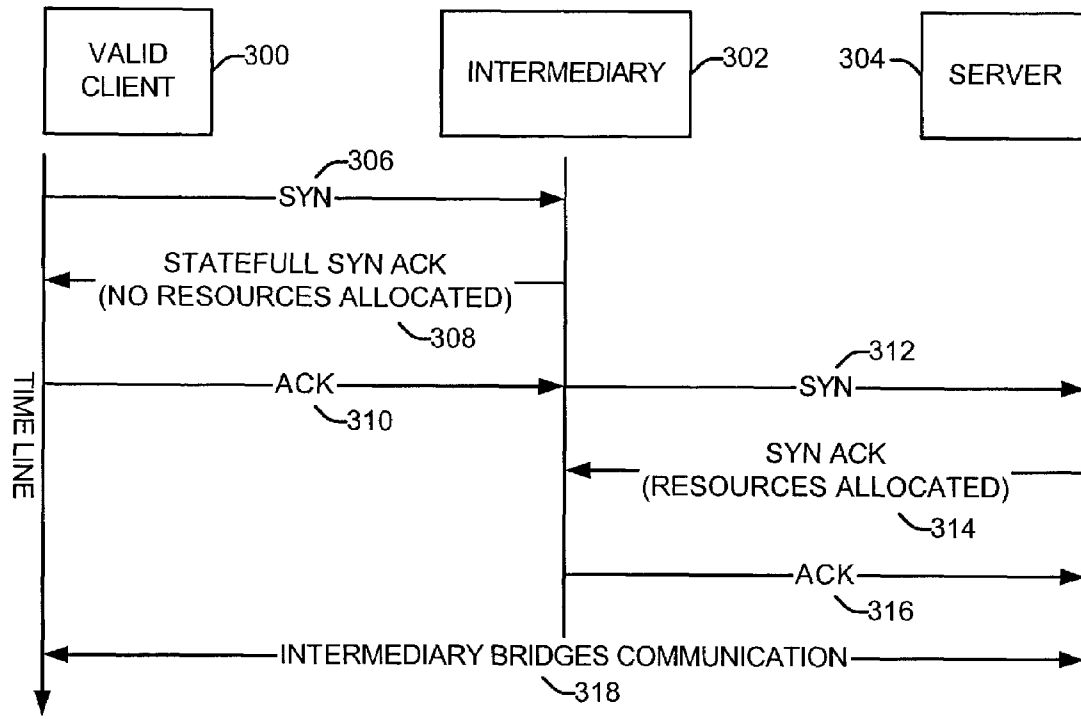 VALID
CLIENT
300
INTERMEDIARY
302
304
SERVER
306
SYN
STATEFULL SYN ACK
(NO RESOURCES ALLOCATED)
308
312
ACK
SYN
310
TIME LINE
SYN ACK
(RESOURCES ALLOCATED)
314
ACK
316
INTERMEDIARY BRIDGES COMMUNICATION
318